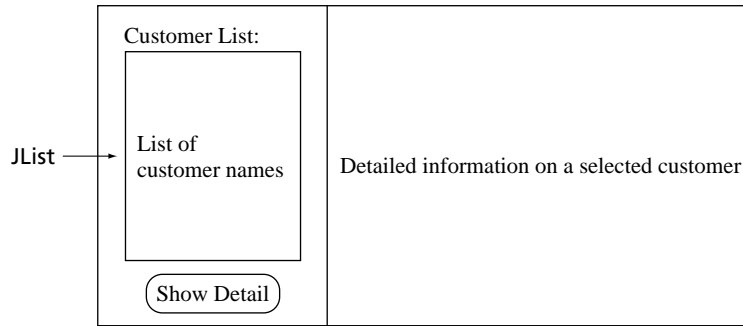 Customer List:
JList
List of
customer names
Show Detail
Detailed information on a selected customer